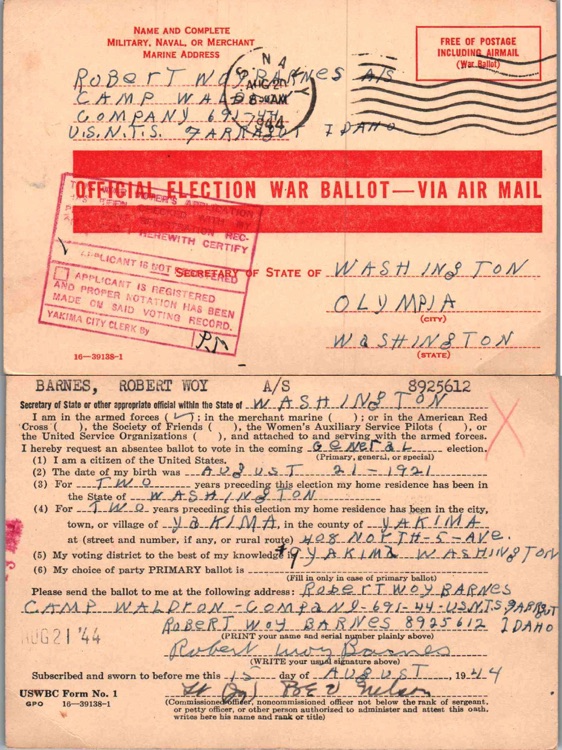 NAME AND COMPLETE
MILITARY, NAVAL, OR MERCHANT
MARINE ADDRESS
FREE OF POSTAGE
INCLUDING AIRMAIL
(War Ballot)
ROBERT WOY BARNES A/S
CAMP WALDRON
COMPANY 691-44
U.S.N.T.S. FARRAGUT IDAHO
AUG 20
8-AM
1944
OFFICIAL ELECTION WAR BALLOT—VIA AIR MAIL
HEREWITH CERTIFY
APPLICANT IS NOT REGISTERED
APPLICANT IS REGISTERED
AND PROPER NOTATION HAS BEEN
MADE ON SAID VOTING RECORD.
YAKIMA CITY CLERK By
SECRETARY OF STATE OF WASHINGTON
OLYMPIA
(CITY)
WASHINGTON
(STATE)
16—39138-1
BARNES, ROBERT WOY A/S 8925612
Secretary of State or other appropriate official within the State of WASHINGTON
I am in the armed forces (✓); in the merchant marine ( ); or in the American Red
Cross ( ), the Society of Friends ( ), the Women's Auxiliary Service Pilots ( ), or
the United Service Organizations ( ), and attached to and serving with the armed forces.
I hereby request an absentee ballot to vote in the coming GENERAL election.
(Primary, general, or special)
(1) I am a citizen of the United States.
(2) The date of my birth was AUGUST 21-1921
(3) For TWO years preceding this election my home residence has been in
the State of WASHINGTON
(4) For TWO years preceding this election my home residence has been in the city,
town, or village of YAKIMA, in the county of YAKIMA
at (street and number, if any, or rural route) 408 NORTH-5-AVE.
(5) My voting district to the best of my knowledge is 9 YAKIMA WASHINGTON
(6) My choice of party PRIMARY ballot is
(Fill in only in case of primary ballot)
Please send the ballot to me at the following address: ROBERT WOY BARNES
CAMP WALDRON-COMPANY-691-44-U.S.N.T.S. FARRAGUT
ROBERT WOY BARNES 8925612 IDAHO
AUG 21 '44
(PRINT your name and serial number plainly above)
Robert Woy Barnes
(WRITE your usual signature above)
Subscribed and sworn to before me this 15 day of AUGUST, 1944
USWBC Form No. 1
GPO 16—39138-1
(Commissioned officer, noncommissioned officer not below the rank of sergeant,
or petty officer, or other person authorized to administer and attest this oath,
writes here his name and rank or title)